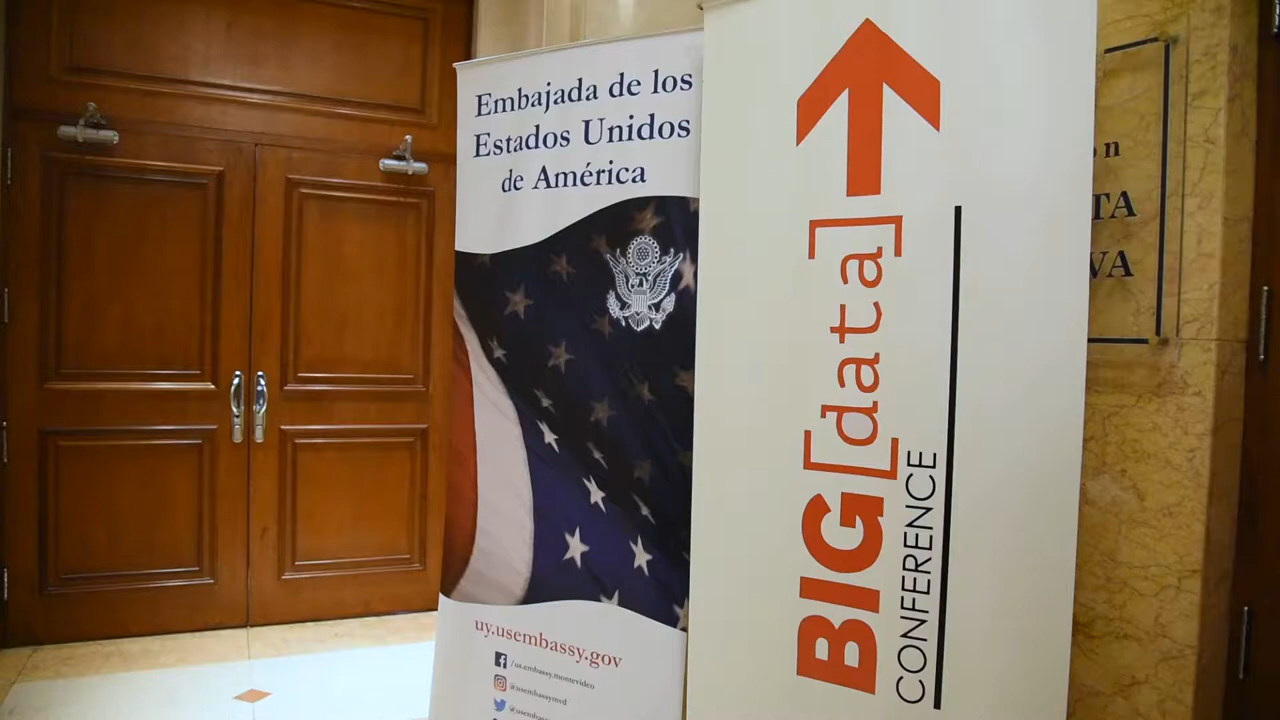 Embajada de los
Estados Unidos
de América
uy.usembassy.gov
/us.embassy.montevideo
@usembassymvd
BIG[data]
CONFERENCE
TA
VA